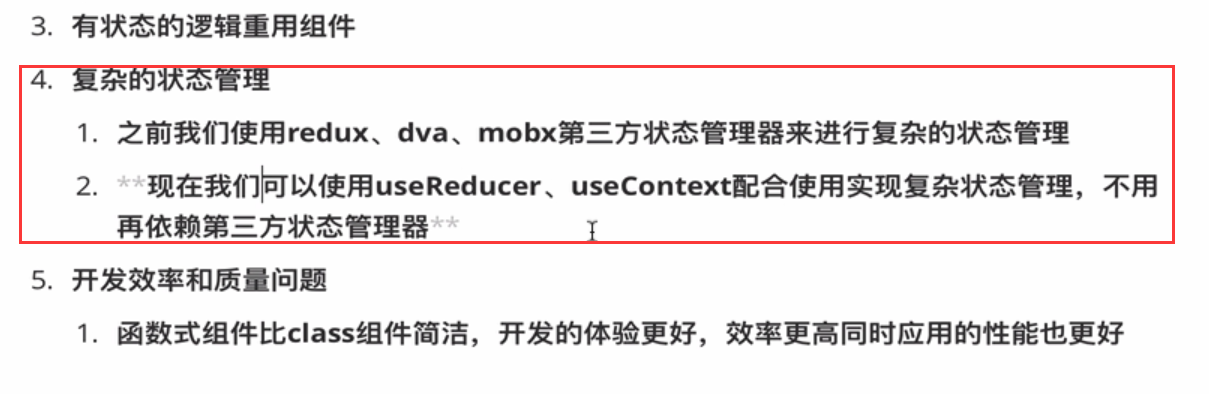 3. 有状态的逻辑重用组件
4. 复杂的状态管理
1. 之前我们使用redux、dva、mobx第三方状态管理器来进行复杂的状态管理
2. **现在我们可以使用useReducer、useContext配合使用实现复杂状态管理，不用
再依赖第三方状态管理器**
5. 开发效率和质量问题
1. 函数式组件比class组件简洁，开发的体验更好，效率更高同时应用的性能也更好